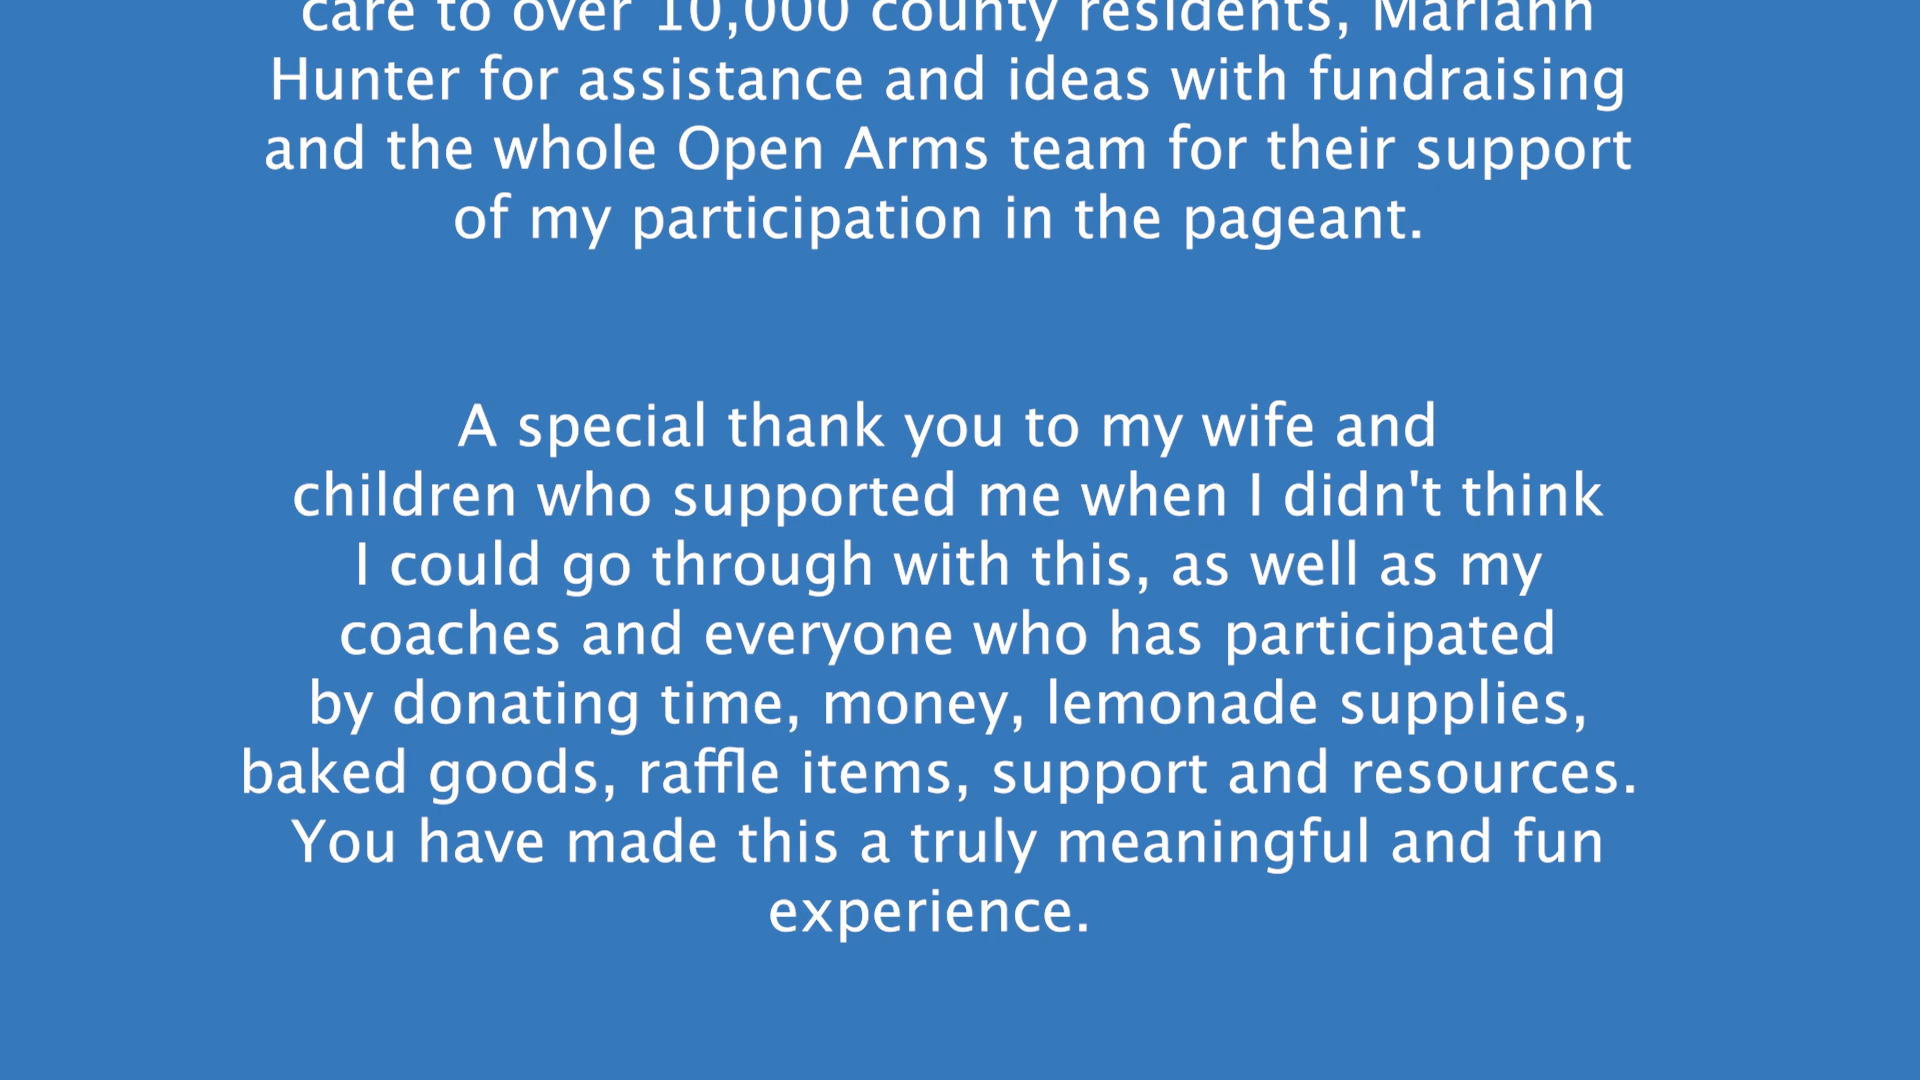 care to over 10,000 county residents, Mariann
Hunter for assistance and ideas with fundraising
and the whole Open Arms team for their support
of my participation in the pageant.
A special thank you to my wife and
children who supported me when I didn't think
I could go through with this, as well as my
coaches and everyone who has participated
by donating time, money, lemonade supplies,
baked goods, raffle items, support and resources.
You have made this a truly meaningful and fun
experience.